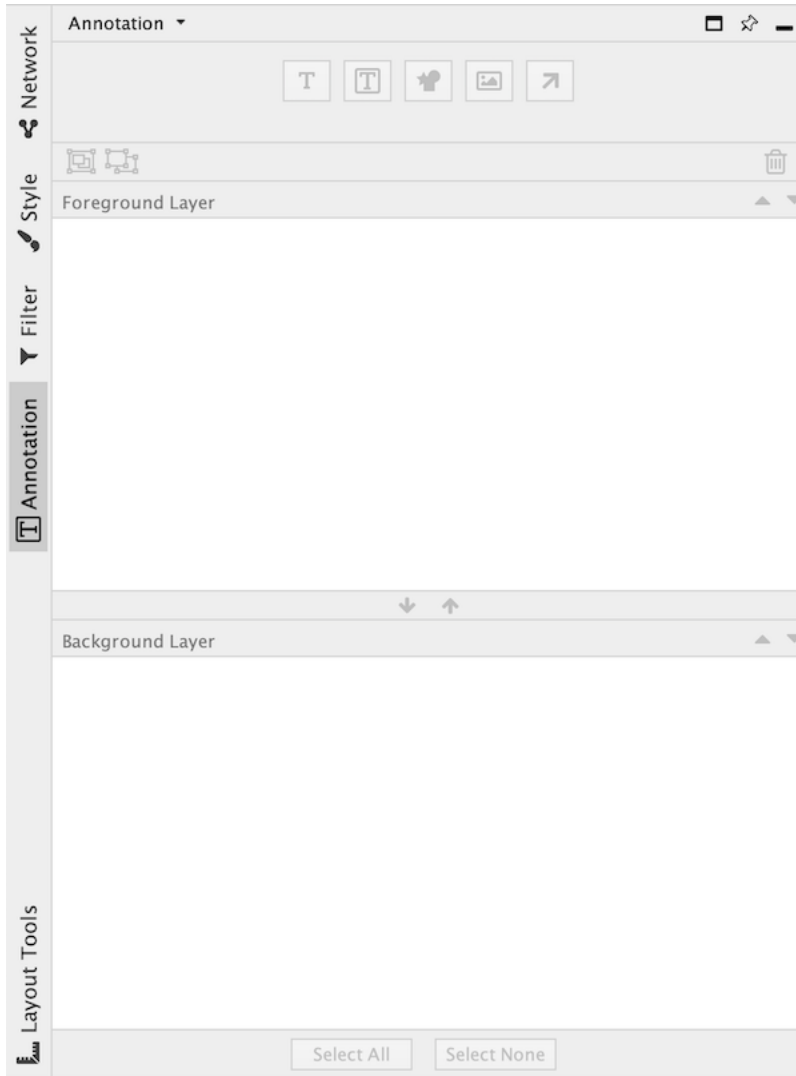 Annotation
Network
Style
Filter
Annotation
Layout Tools
T
T
Foreground Layer
Background Layer
Select All
Select None